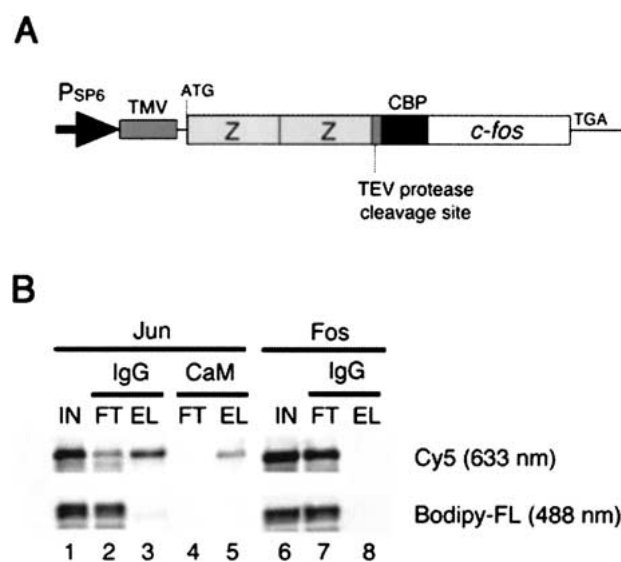 A
PSP6
TMV
ATG
Z
Z
CBP
c-fos
TGA
TEV protease
cleavage site
B
Jun
Fos
IgG
CaM
IgG
IN FT EL FT EL IN FT EL
Cy5 (633 nm)
Bodipy-FL (488 nm)
1 2 3 4 5 6 7 8